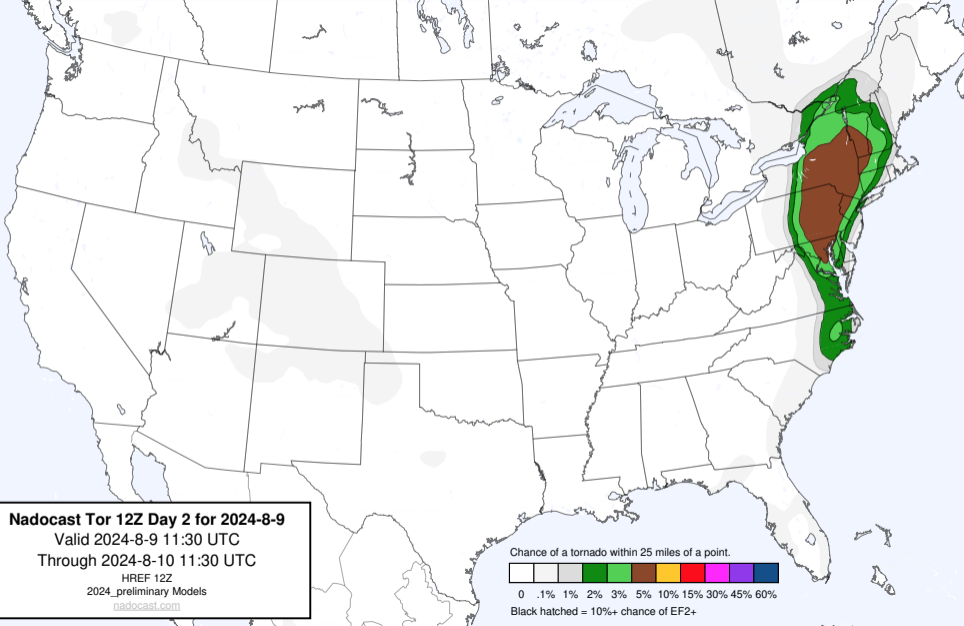 Nadocast Tor 12Z Day 2 for 2024-8-9
Valid 2024-8-9 11:30 UTC
Through 2024-8-10 11:30 UTC
HREF 12Z
2024_preliminary Models
nadocast.com
Chance of a tornado within 25 miles of a point.
0 .1% 1% 2% 3% 5% 10% 15% 30% 45% 60%
Black hatched = 10%+ chance of EF2+